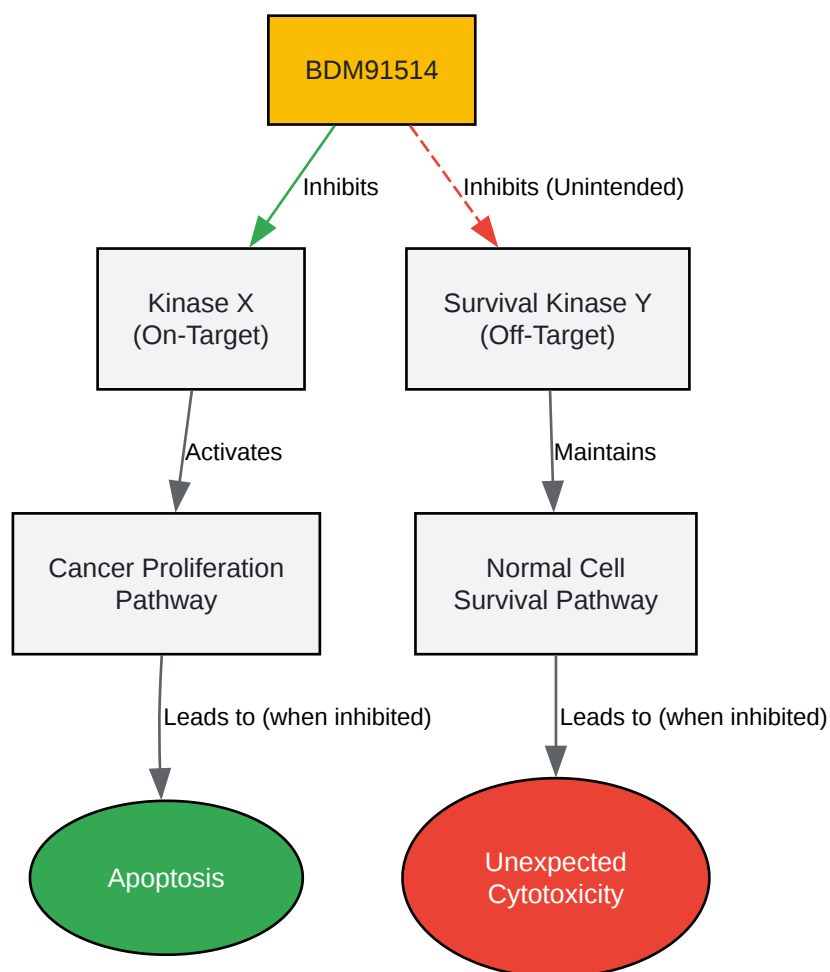 BDM91514
Inhibits
Inhibits (Unintended)
Kinase X
(On-Target)
Survival Kinase Y
(Off-Target)
Activates
Maintains
Cancer Proliferation
Pathway
Normal Cell
Survival Pathway
Leads to (when inhibited)
Leads to (when inhibited)
Apoptosis
Unexpected
Cytotoxicity